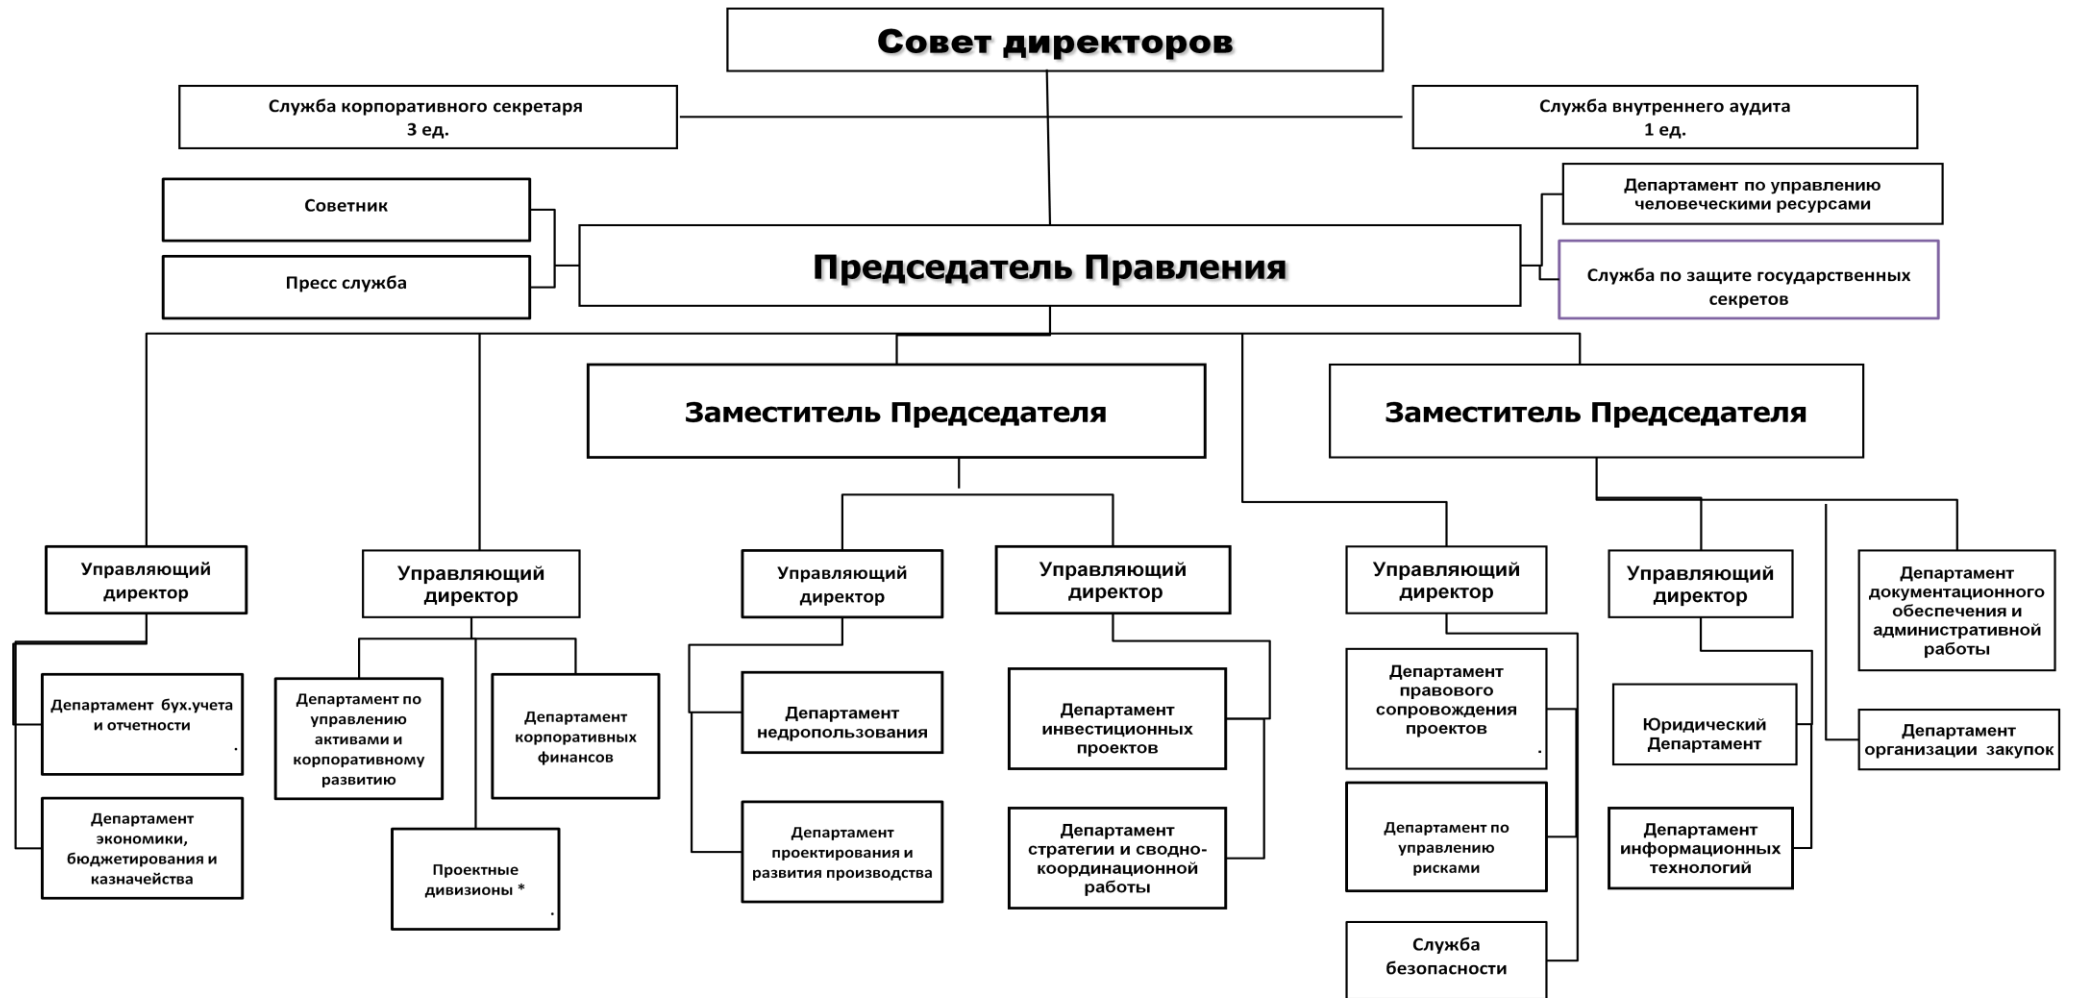 Совет директоров
Служба корпоративного секретаря
3 ед.
Служба внутреннего аудита
1 ед.
Советник
Пресс служба
Департамент по управлению
человеческими ресурсами
Председатель Правления
Служба по защите государственных
секретов
Заместитель Председателя
Заместитель Председателя
Управляющий
директор
Управляющий
директор
Управляющий
директор
Управляющий
директор
Управляющий
директор
Управляющий
директор
Департамент
документационного
обеспечения и
административной
работы
Департамент бух.учета
и отчетности
.
Департамент по
управлению
активами и
корпоративному
развитию
Департамент
корпоративных
финансов
Департамент
недропользования
Департамент
инвестиционных
проектов
Департамент
правового
сопровождения
проектов
.
Юридический
Департамент
Департамент
организации закупок
Департамент
экономики,
бюджетирования и
казначейства
Проектные
дивизионы *
.
Департамент
проектирования и
развития производства
Департамент
стратегии и сводно-
координационной
работы
Департамент по
управлению
рисками
Департамент
информационных
технологий
Служба
безопасности